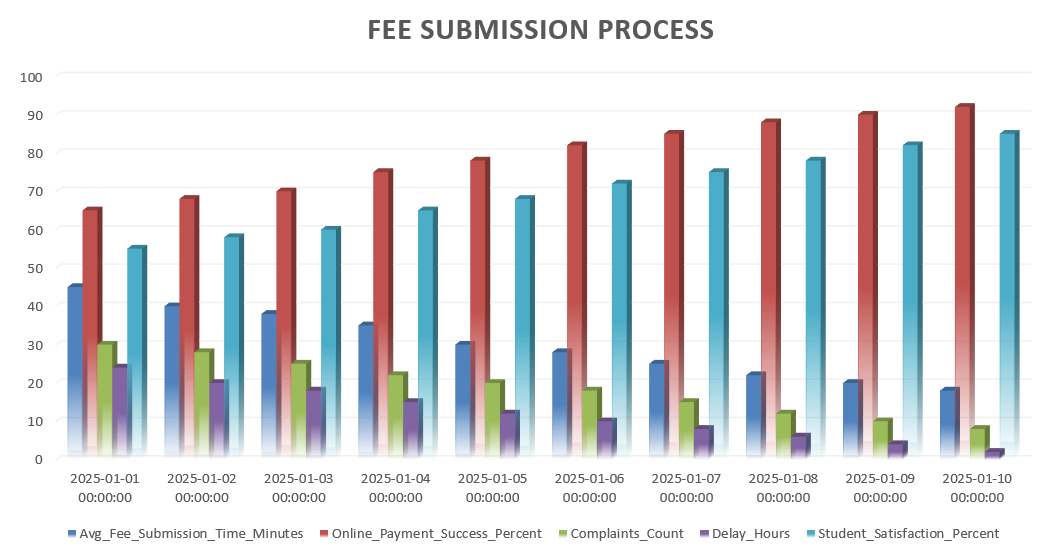 FEE SUBMISSION PROCESS
100
90
80
70
60
50
40
30
20
10
0
2025-01-01 2025-01-02 2025-01-03 2025-01-04 2025-01-05 2025-01-06 2025-01-07 2025-01-08 2025-01-09 2025-01-10
00:00:00 00:00:00 00:00:00 00:00:00 00:00:00 00:00:00 00:00:00 00:00:00 00:00:00 00:00:00
Avg_Fee_Submission_Time_Minutes Online_Payment_Success_Percent Complaints_Count Delay_Hours Student_Satisfaction_Percent